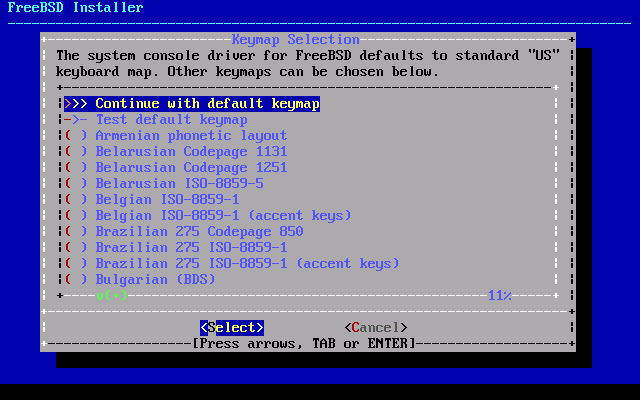 FreeBSD Installer
Keymap Selection
The system console driver for FreeBSD defaults to standard "US"
keyboard map. Other keymaps can be chosen below.
>>> Continue with default keymap
->- Test default keymap
( ) Armenian phonetic layout
( ) Belarusian Codepage 1131
( ) Belarusian Codepage 1251
( ) Belarusian ISO-8859-5
( ) Belgian ISO-8859-1
( ) Belgian ISO-8859-1 (accent keys)
( ) Brazilian 275 Codepage 850
( ) Brazilian 275 ISO-8859-1
( ) Brazilian 275 ISO-8859-1 (accent keys)
( ) Bulgarian (BDS)
v(+) 11%
<Select> <Cancel>
[Press arrows, TAB or ENTER]